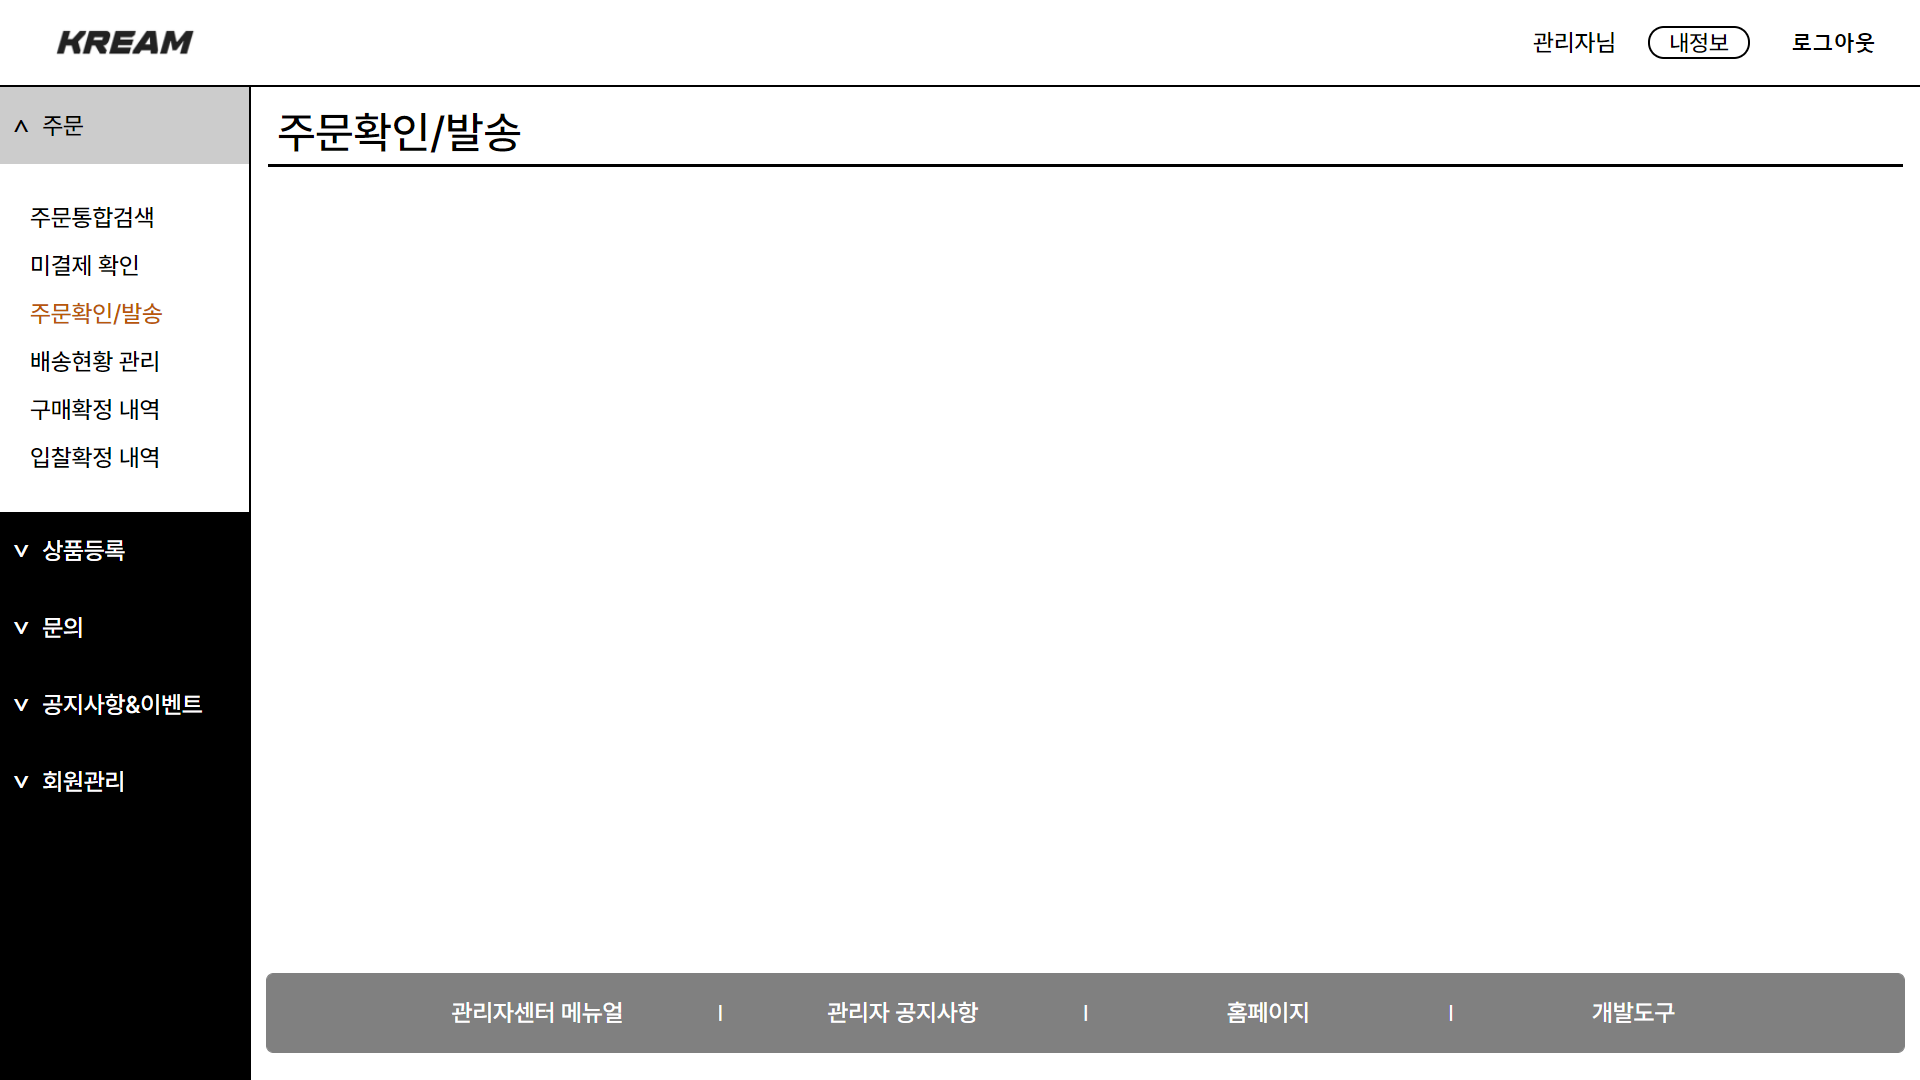 KREAM
관리자님 내정보 로그아웃
주문
주문확인/발송
주문통합검색
미결제 확인
주문확인/발송
배송현황 관리
구매확정 내역
입찰확정 내역
상품등록
문의
공지사항&이벤트
회원관리
관리자센터 메뉴얼 | 관리자 공지사항 | 홈페이지 | 개발도구